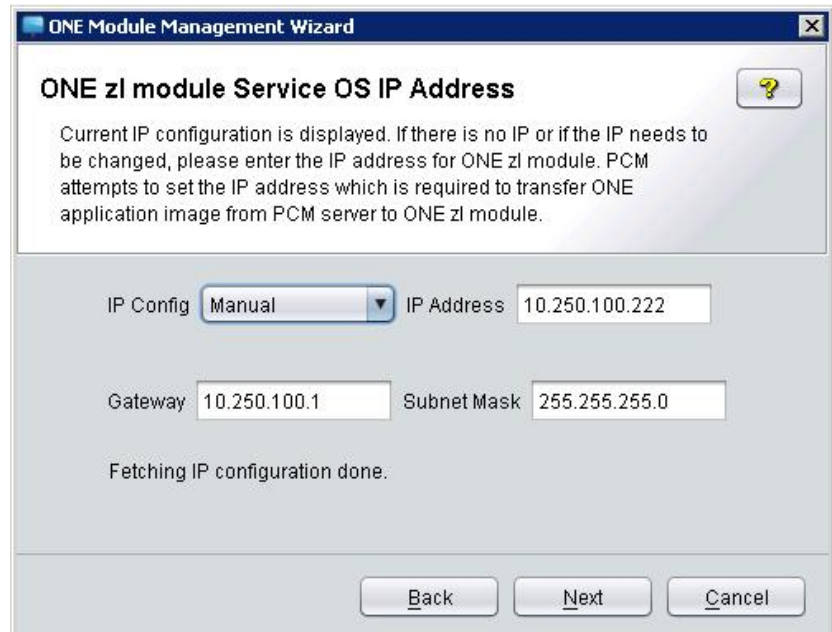 ONE Module Management Wizard
ONE zl module Service OS IP Address
?
Current IP configuration is displayed. If there is no IP or if the IP needs to
be changed, please enter the IP address for ONE zl module. PCM
attempts to set the IP address which is required to transfer ONE
application image from PCM server to ONE zl module.
IP Config Manual IP Address 10.250.100.222
Gateway 10.250.100.1 Subnet Mask 255.255.255.0
Fetching IP configuration done.
Back Next Cancel